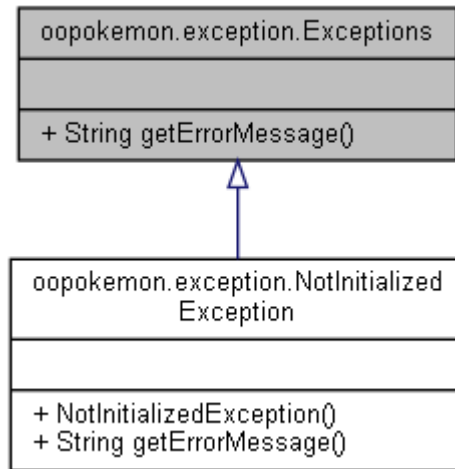 oopokemon.exception.Exceptions
+ String getErrorMessage()
oopokemon.exception.NotInitialized
Exception
+ NotInitializedException()
+ String getErrorMessage()